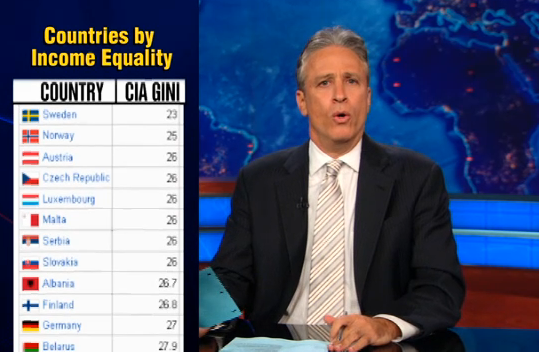 Countries by
Income Equality
COUNTRY CIA GINI
Sweden 23
Norway 25
Austria 26
Czech Republic 26
Luxembourg 26
Malta 26
Serbia 26
Slovakia 26
Albania 26.7
Finland 26.8
Germany 27
Belarus 27.9